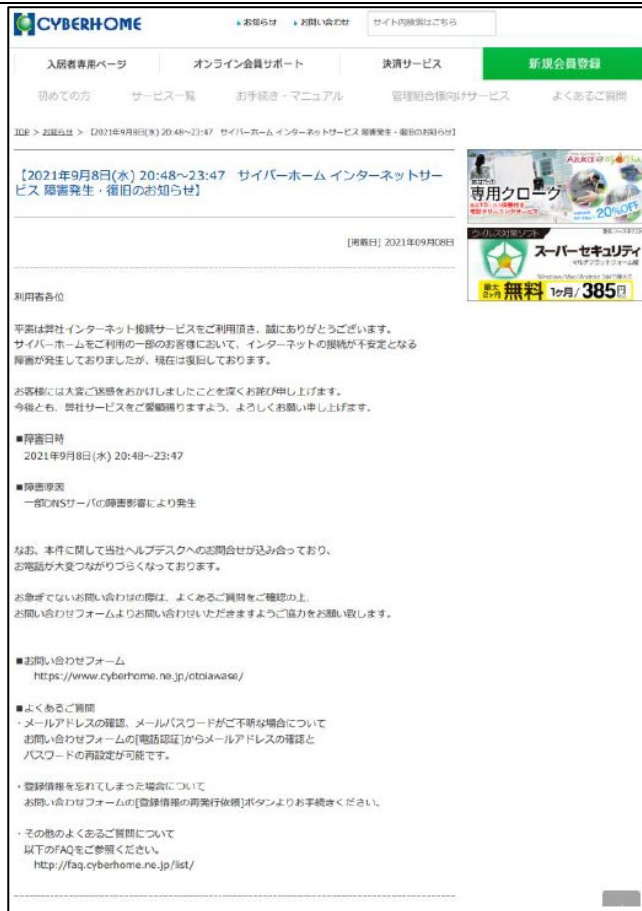 CYBERHOME
お知らせ
お問い合わせ
サイト内検索はこちら
入居者専用ページ
オンライン会員サポート
決済サービス
新規会員登録
初めての方
サービス一覧
お手続き・マニュアル
管理組合様向けサービス
よくあるご質問
TOP > お知らせ > 【2021年9月8日(水) 20:48~23:47 サイバーホーム インターネットサービス 障害発生・復旧のお知らせ】
【2021年9月8日(水) 20:48~23:47 サイバーホーム インターネットサー
ビス 障害発生・復旧のお知らせ】
専用クローク
20%OFF
[掲載日] 2021年09月08日
ウイルス対策ソフト
スーパーセキュリティ
マルチプラットフォーム版
最大
2ヶ月 無料 1ヶ月/385円
利用者各位
平素は弊社インターネット接続サービスをご利用頂き、誠にありがとうございます。
サイバーホームをご利用の一部のお客様において、インターネットの接続が不安定となる
障害が発生しておりましたが、現在は復旧しております。
お客様には大変ご迷惑をおかけしましたことを深くお詫び申し上げます。
今後とも、弊社サービスをご愛顧賜りますよう、よろしくお願い申し上げます。
■障害日時
2021年9月8日(水) 20:48~23:47
■障害原因
一部DNSサーバの障害影響により発生
なお、本件に関して当社ヘルプデスクへのお問合せが込み合っており、
お電話が大変つながりづらくなっております。
お急ぎでないお問い合わせの際は、よくあるご質問をご確認の上、
お問い合わせフォームよりお問い合わせいただきますようご協力をお願い致します。
■お問い合わせフォーム
https://www.cyberhome.ne.jp/otoiawase/
■よくあるご質問
・メールアドレスの確認、メールパスワードがご不明な場合について
お問い合わせフォームの[電話認証]からメールアドレスの確認と
パスワードの再設定が可能です。
・登録情報を忘れてしまった場合について
お問い合わせフォームの[登録情報の再発行依頼]ボタンよりお手続きください。
・その他のよくあるご質問について
以下のFAQをご参照ください。
http://faq.cyberhome.ne.jp/list/